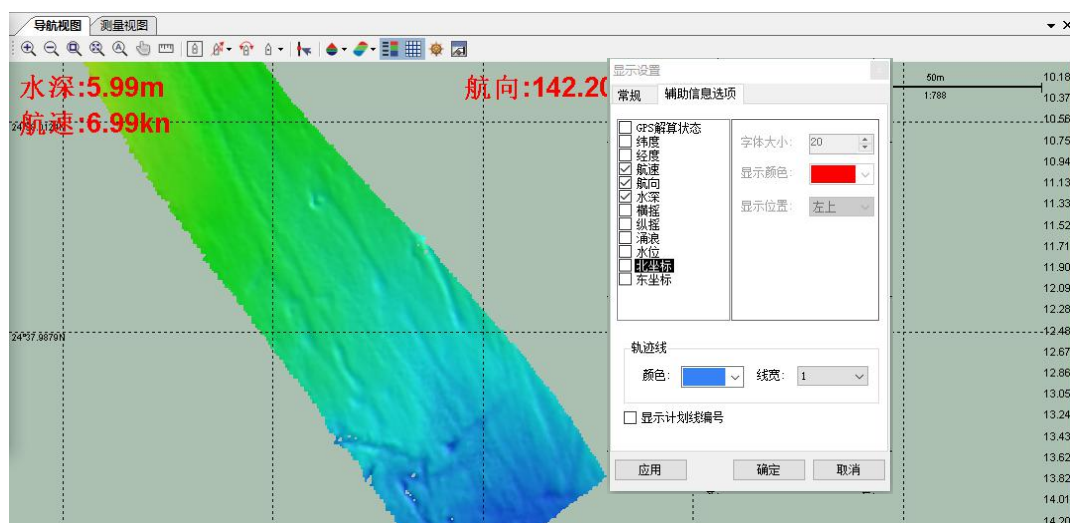 导航视图 测量视图
水深:5.99m
航向:142.20
航速:6.99kn
24°37.9879N
50m
1:788
10.18
10.37
10.56
10.75
10.94
11.13
11.33
11.52
11.71
11.90
12.09
12.28
12.48
12.67
12.86
13.05
13.24
13.43
13.62
13.82
14.01
14.20
显示设置
常规 辅助信息选项
GPS解算状态
纬度
经度
航速
航向
水深
横摇
纵摇
涌浪
水位
北坐标
东坐标
字体大小: 20
显示颜色:
显示位置: 左上
轨迹线
颜色: 线宽: 1
显示计划线编号
应用 确定 取消